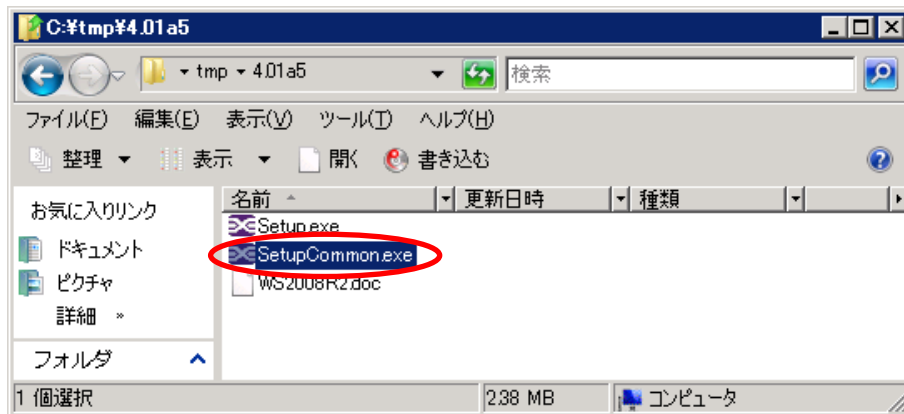 C:¥tmp¥4.01a5
tmp 4.01a5 検索
ファイル(F) 編集(E) 表示(V) ツール(T) ヘルプ(H)
整理 表示 開く 書き込む
お気に入りリンク
ドキュメント
ピクチャ
詳細 »
フォルダ
名前 更新日時 種類
Setup.exe
SetupCommon.exe
WS2008R2.doc
1 個選択 2.38 MB コンピュータ